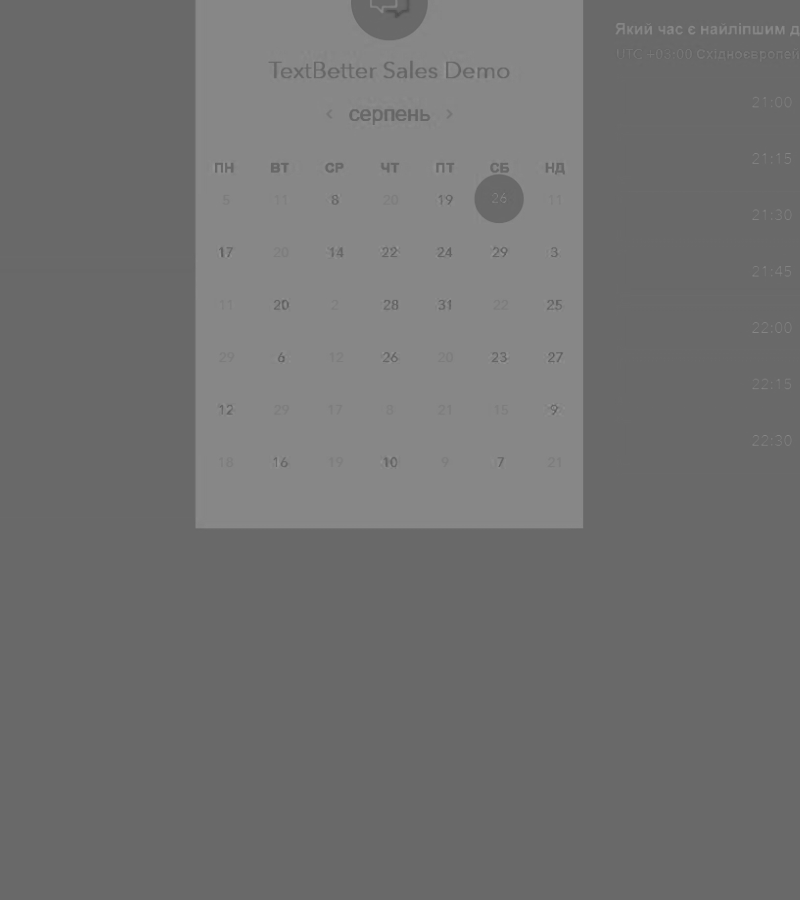 TextBetter Sales Demo
‹ серпень ›
ПН ВТ СР ЧТ ПТ СБ НД
5 11 8 20 19 26 11
17 20 14 22 24 29 3
11 20 2 28 31 22 25
29 6 12 26 20 23 27
12 29 17 8 21 15 9
18 16 19 10 9 7 21
Який час є найліпшим д
UTC +03:00 Східноєвропей
21:00
21:15
21:30
21:45
22:00
22:15
22:30